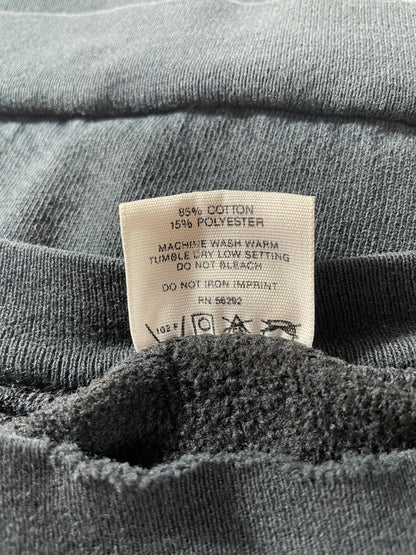 85% COTTON
15% POLYESTER
MACHINE WASH WARM
TUMBLE DRY LOW SETTING
DO NOT BLEACH
DO NOT IRON IMPRINT
RN 56292
102 F